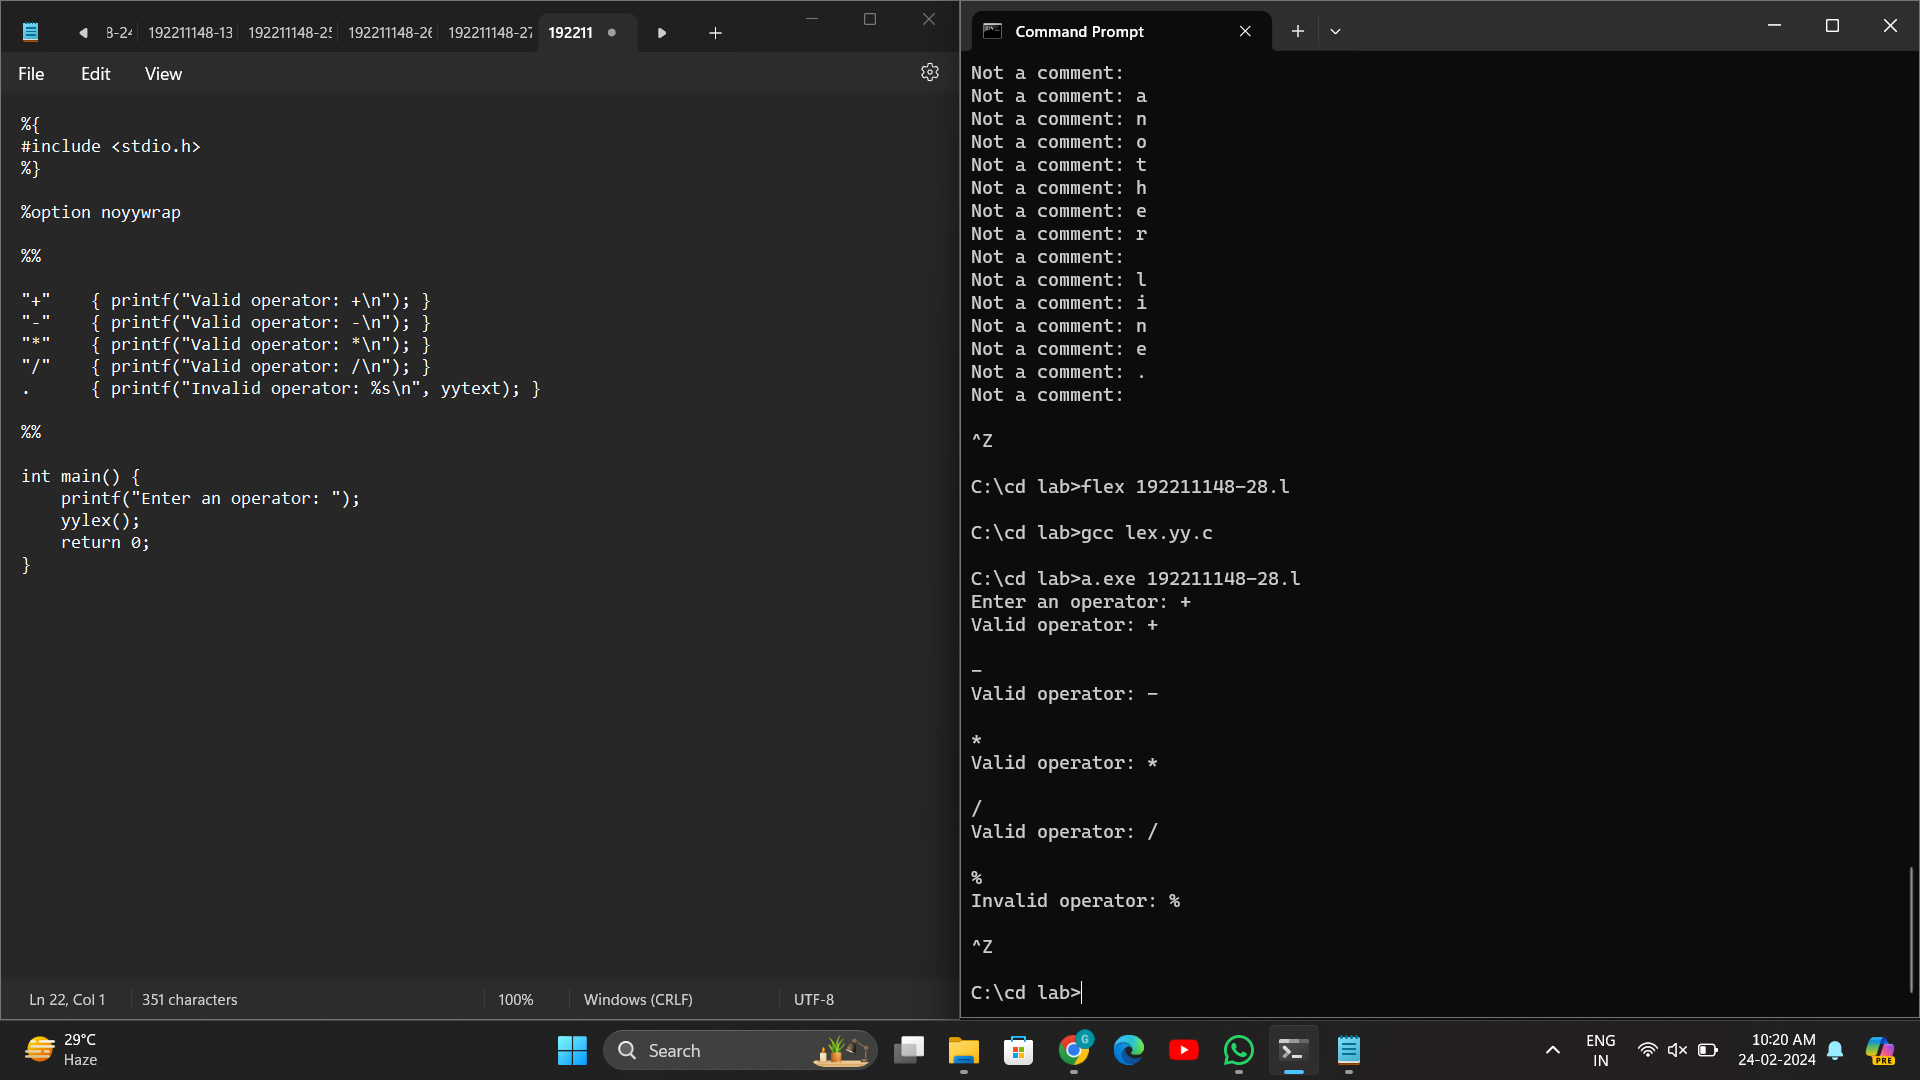 8-24 192211148-13 192211148-25 192211148-26 192211148-27 192211
File Edit View
%{
#include <stdio.h>
%}
%option noyywrap
%%
"+" { printf("Valid operator: +\n"); }
"-" { printf("Valid operator: -\n"); }
"*" { printf("Valid operator: *\n"); }
"/" { printf("Valid operator: /\n"); }
. { printf("Invalid operator: %s\n", yytext); }
%%
int main() {
printf("Enter an operator: ");
yylex();
return 0;
}
Ln 22, Col 1 351 characters 100% Windows (CRLF) UTF-8
Command Prompt
Not a comment:
Not a comment: a
Not a comment: n
Not a comment: o
Not a comment: t
Not a comment: h
Not a comment: e
Not a comment: r
Not a comment:
Not a comment: l
Not a comment: i
Not a comment: n
Not a comment: e
Not a comment: .
Not a comment:
^Z
C:\cd lab>flex 192211148-28.l
C:\cd lab>gcc lex.yy.c
C:\cd lab>a.exe 192211148-28.l
Enter an operator: +
Valid operator: +
-
Valid operator: -
*
Valid operator: *
/
Valid operator: /
%
Invalid operator: %
^Z
C:\cd lab>
29°C
Haze
Search
G
ENG
IN
10:20 AM
24-02-2024
PRE